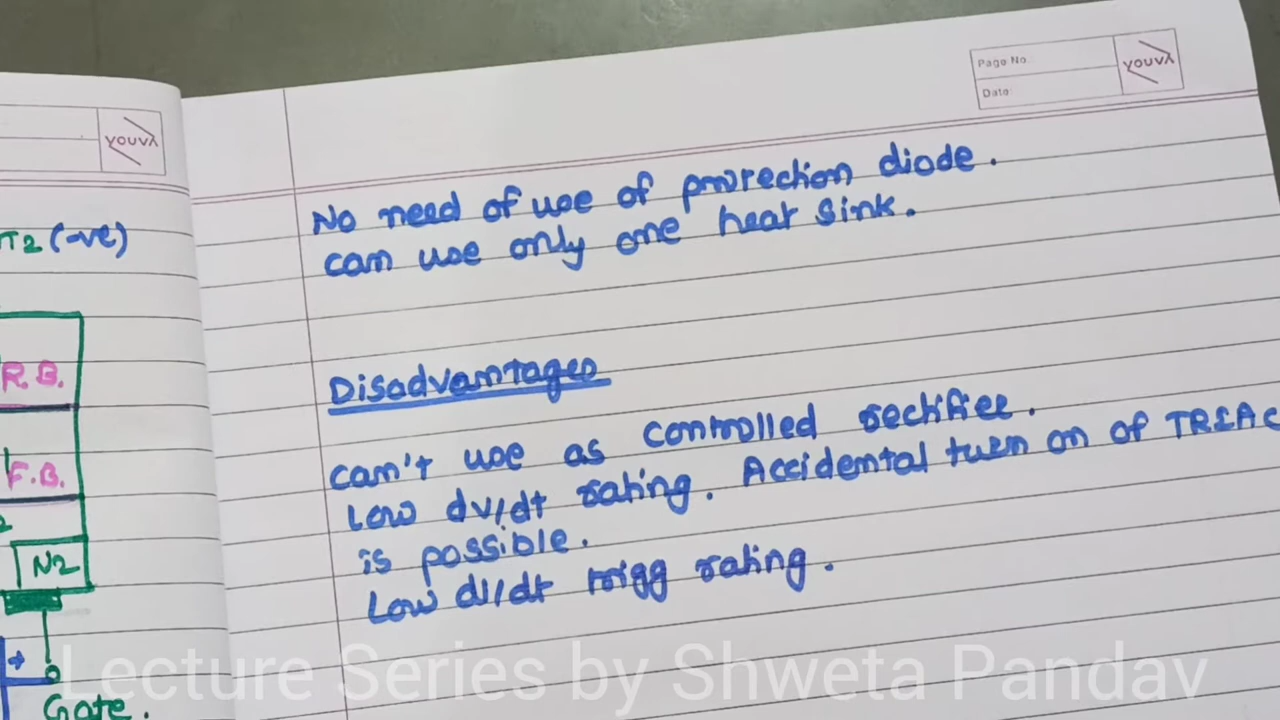 Page No.
Date:
YOUVA
YOUVA
T2 (-ve)
R.B.
F.B.
N2
Gate.
No need of use of protection diode.
can use only one heat sink.
Disadvantages
can't use as controlled rectifier.
Low dv/dt rating. Accidental turn on of TRIAC
is possible.
Low dI/dt trigg rating.
Lecture Series by Shweta Pandav